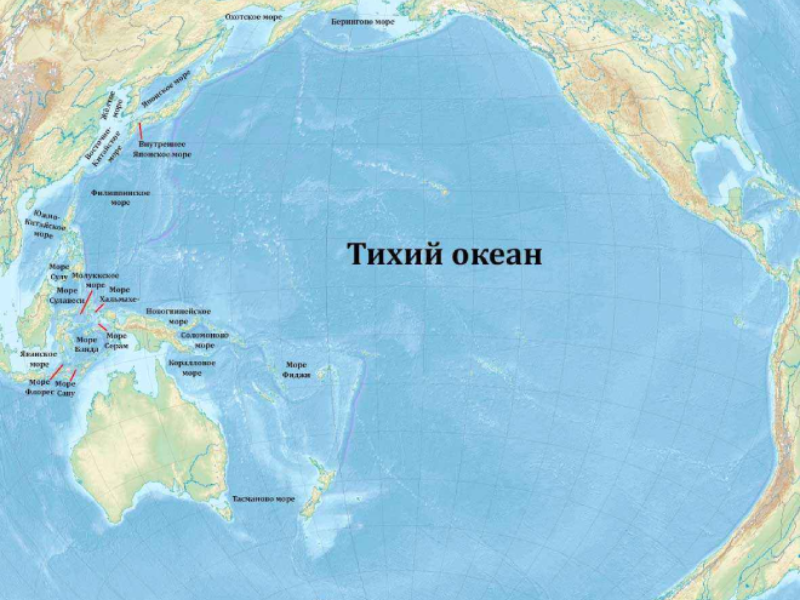 Охотское море
Берингово море
Японское море
Жёлтое
море
Восточно-
Китайское
море
Внутреннее
Японское море
Филиппинское
море
Южно-
Китайское
море
Тихий океан
Море
Сулу
Молуккское
море
Море
Сулавеси
Море
Хальмахе-
Новогвинейские
море
Море
Банда
Море
Серам
Соломоново
море
Яванское
море
Коралловое
море
Море
Фиджи
Море
Флорес
Море
Саву
Тасманово море